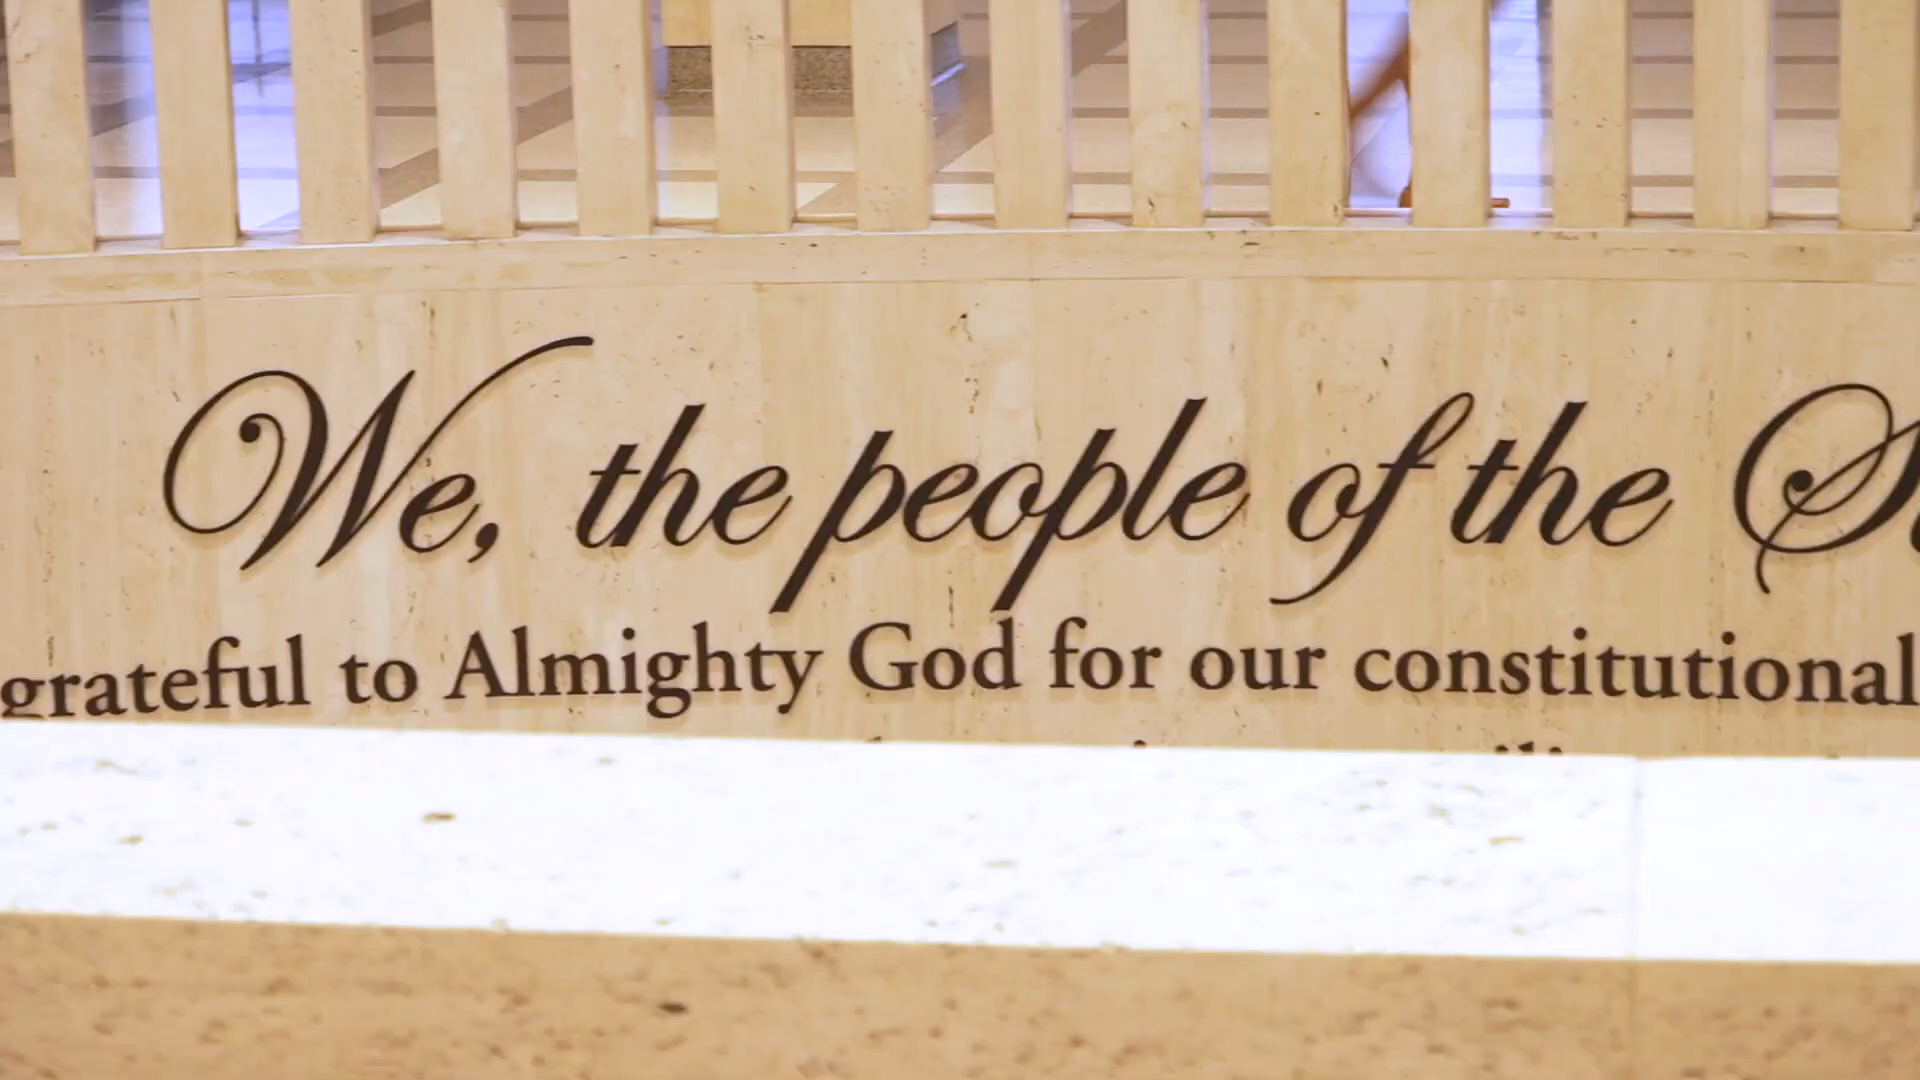 We, the people of the
grateful to Almighty God for our constitutional